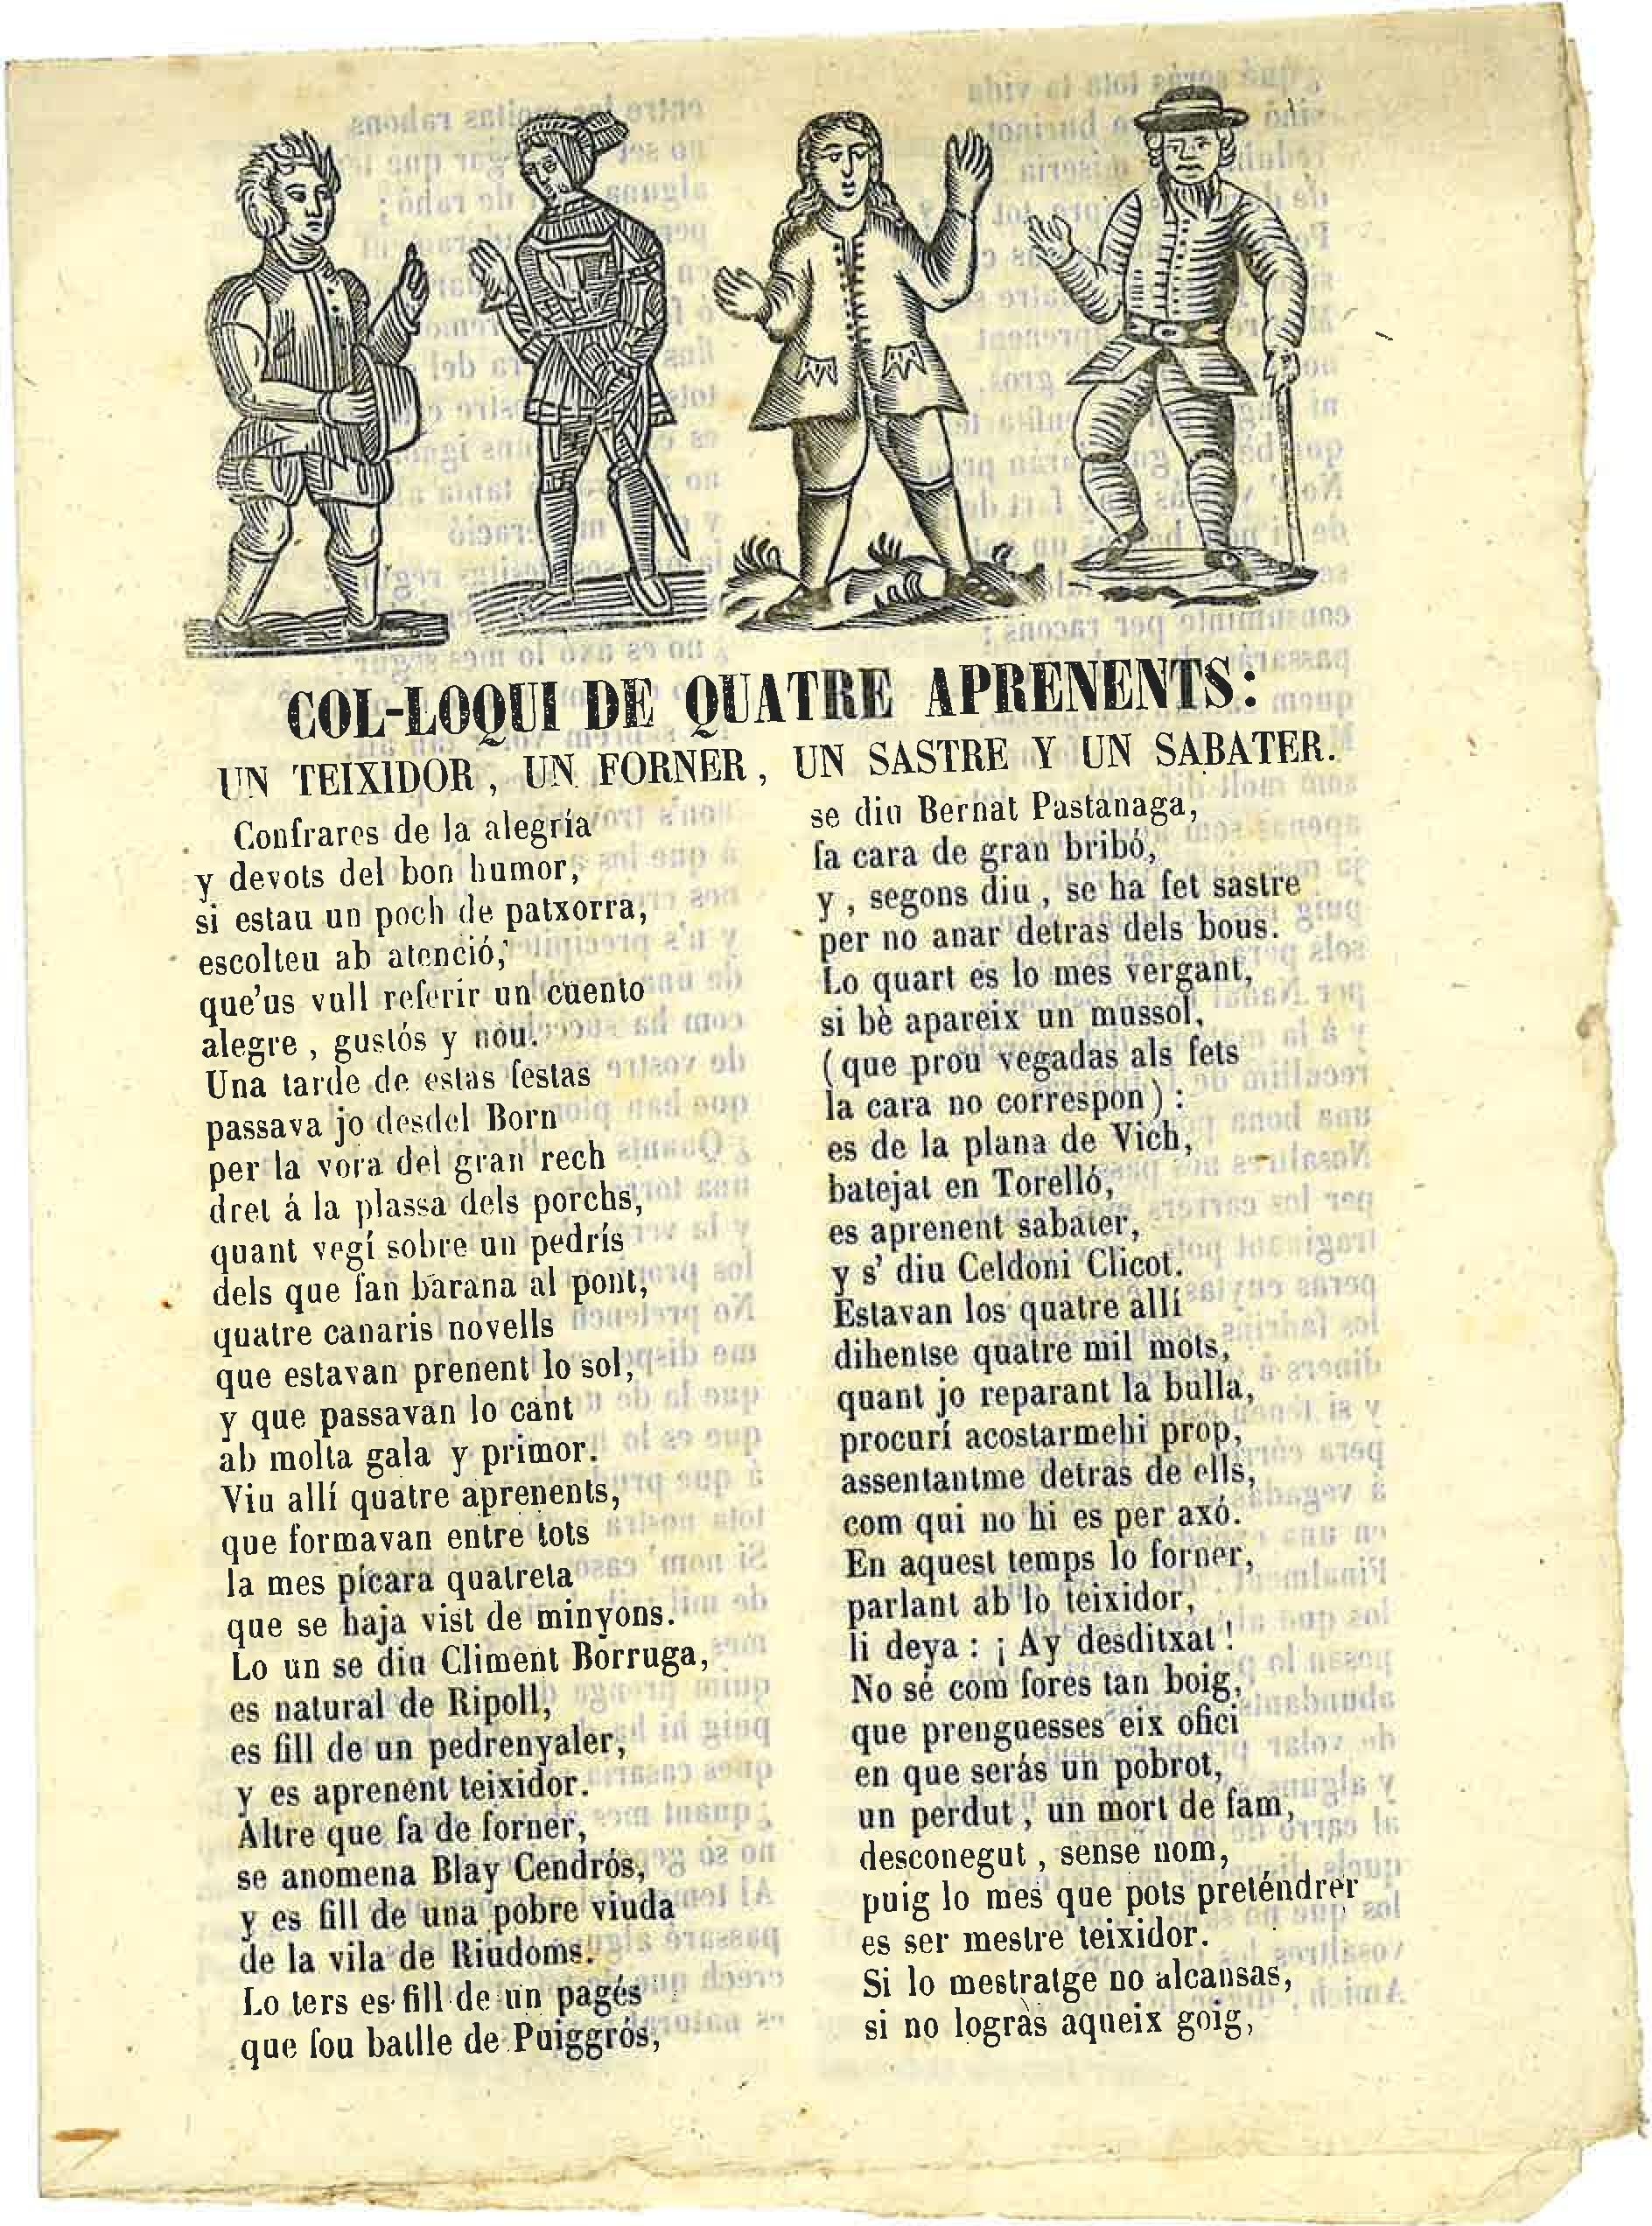 COL-LOQUI DE QUATRE APRENENTS:
UN TEIXIDOR, UN FORNER, UN SASTRE Y UN SABATER.
Confrares de la alegría
y devots del bon humor,
si estau un poch de patxorra,
escolteu ab atenció,
que'us vull referir un cuento
alegre, gustós y nou.
Una tarde de estas festas
passava jo desdel Born
per la vora del gran rech
dret á la plassa dels porchs,
quant vegí sobre un pedrís
dels que fan barana al pont,
quatre canaris novells
que estavan prenent lo sol,
y que passavan lo cant
ab molta gala y primor.
Viu allí quatre aprenents,
que formavan entre tots
la mes pícara quatreta
que se haja vist de minyons.
Lo un se diu Climent Borruga,
es natural de Ripoll,
es fill de un pedrenyaler,
y es aprenent teixidor.
Altre que fa de forner,
se anomena Blay Cendrós,
y es fill de una pobre viuda
de la vila de Riudoms.
Lo ters es fill de un pagés
que fou batlle de Puiggrós,
se diu Bernat Pastanaga,
fa cara de gran bribó,
y, segons diu, se ha fet sastre
per no anar detras dels bous.
Lo quart es lo mes vergant,
si bè apareix un mussol,
(que prou vegadas als fets
la cara no correspon):
es de la plana de Vich,
batejat en Torelló,
es aprenent sabater,
y s' diu Celdoni Clicot.
Estavan los quatre allí
dihentse quatre mil mots,
quant jo reparant la bulla,
procurí acostarmehi prop,
assentantme detras de ells,
com qui no hi es per axó.
En aquest temps lo forner,
parlant ab lo teixidor,
li deya: ¡Ay desditxat!
No sé com fores tan boig,
que prenguesses eix ofici
en que serás un pobrot,
un perdut, un mort de fam,
desconegut, sense nom,
puig lo mes que pots preténdrer
es ser mestre teixidor.
Si lo mestratge no alcansas,
si no logràs aqueix goig,